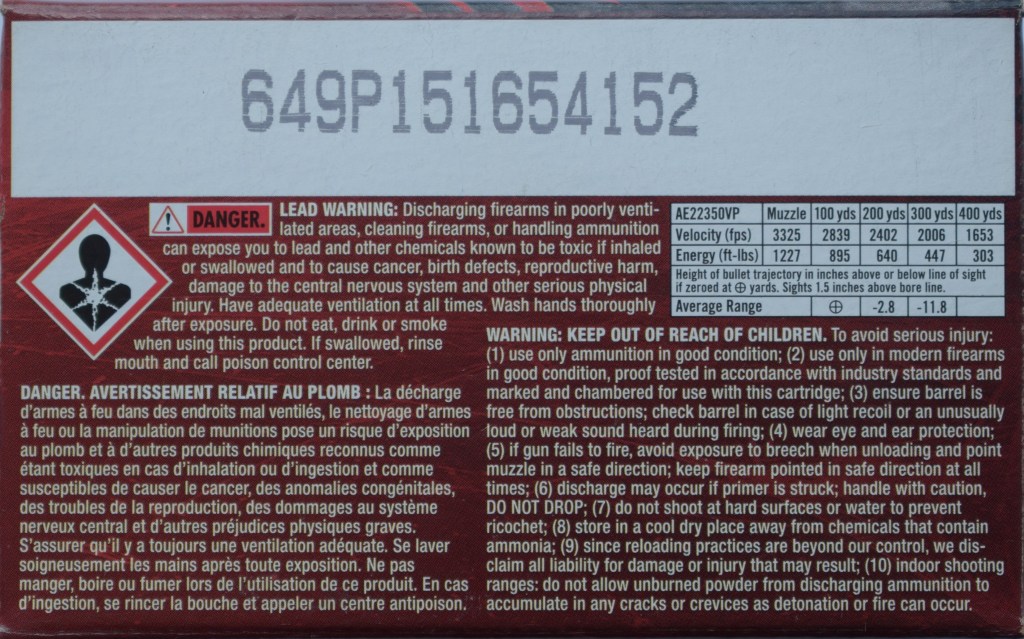 649P151654152
DANGER.
LEAD WARNING: Discharging firearms in poorly venti-
lated areas, cleaning firearms, or handling ammunition
can expose you to lead and other chemicals known to be toxic if inhaled
or swallowed and to cause cancer, birth defects, reproductive harm,
damage to the central nervous system and other serious physical
injury. Have adequate ventilation at all times. Wash hands thoroughly
after exposure. Do not eat, drink or smoke
when using this product. If swallowed, rinse
mouth and call poison control center.
DANGER. AVERTISSEMENT RELATIF AU PLOMB : La décharge
d'armes à feu dans des endroits mal ventilés, le nettoyage d'armes
à feu ou la manipulation de munitions pose un risque d'exposition
au plomb et à d'autres produits chimiques reconnus comme
étant toxiques en cas d'inhalation ou d'ingestion et comme
susceptibles de causer le cancer, des anomalies congénitales,
des troubles de la reproduction, des dommages au système
nerveux central et d'autres préjudices physiques graves.
S'assurer qu'il y a toujours une ventilation adéquate. Se laver
soigneusement les mains après toute exposition. Ne pas
manger, boire ou fumer lors de l'utilisation de ce produit. En cas
d'ingestion, se rincer la bouche et appeler un centre antipoison.
AE22350VP Muzzle 100 yds 200 yds 300 yds 400 yds
Velocity (fps) 3325 2839 2402 2006 1653
Energy (ft-lbs) 1227 895 640 447 303
Height of bullet trajectory in inches above or below line of sight
if zeroed at ⊕ yards. Sights 1.5 inches above bore line.
Average Range ⊕ -2.8 -11.8
WARNING: KEEP OUT OF REACH OF CHILDREN. To avoid serious injury:
(1) use only ammunition in good condition; (2) use only in modern firearms
in good condition, proof tested in accordance with industry standards and
marked and chambered for use with this cartridge; (3) ensure barrel is
free from obstructions; check barrel in case of light recoil or an unusually
loud or weak sound heard during firing; (4) wear eye and ear protection;
(5) if gun fails to fire, avoid exposure to breech when unloading and point
muzzle in a safe direction; keep firearm pointed in safe direction at all
times; (6) discharge may occur if primer is struck; handle with caution,
DO NOT DROP; (7) do not shoot at hard surfaces or water to prevent
ricochet; (8) store in a cool dry place away from chemicals that contain
ammonia; (9) since reloading practices are beyond our control, we dis-
claim all liability for damage or injury that may result; (10) indoor shooting
ranges: do not allow unburned powder from discharging ammunition to
accumulate in any cracks or crevices as detonation or fire can occur.